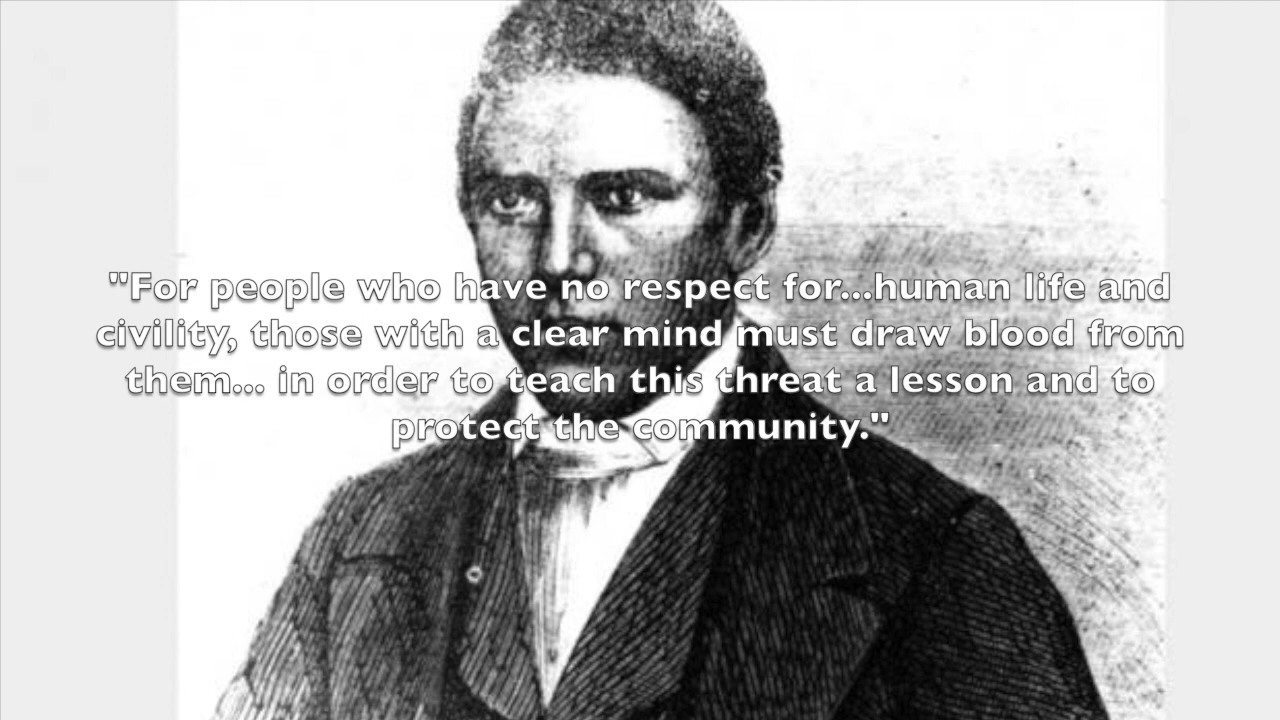 "For people who have no respect for...human life and
civility, those with a clear mind must draw blood from
them... in order to teach this threat a lesson and to
protect the community."